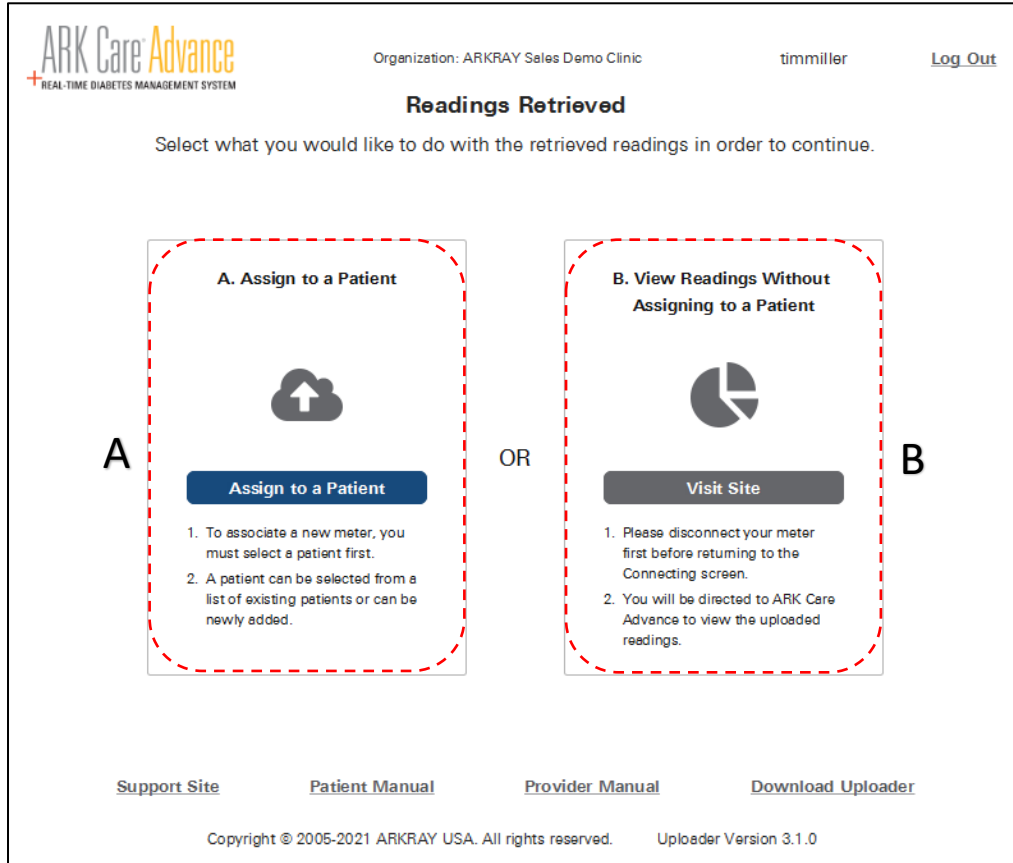 ARK Care® Advance
REAL-TIME DIABETES MANAGEMENT SYSTEM
Organization: ARKRAY Sales Demo Clinic
timmiller
Log Out
Readings Retrieved
Select what you would like to do with the retrieved readings in order to continue.
A
A. Assign to a Patient
Assign to a Patient
1. To associate a new meter, you
must select a patient first.
2. A patient can be selected from a
list of existing patients or can be
newly added.
OR
B. View Readings Without
Assigning to a Patient
Visit Site
1. Please disconnect your meter
first before returning to the
Connecting screen.
2. You will be directed to ARK Care
Advance to view the uploaded
readings.
B
Support Site
Patient Manual
Provider Manual
Download Uploader
Copyright © 2005-2021 ARKRAY USA. All rights reserved.
Uploader Version 3.1.0